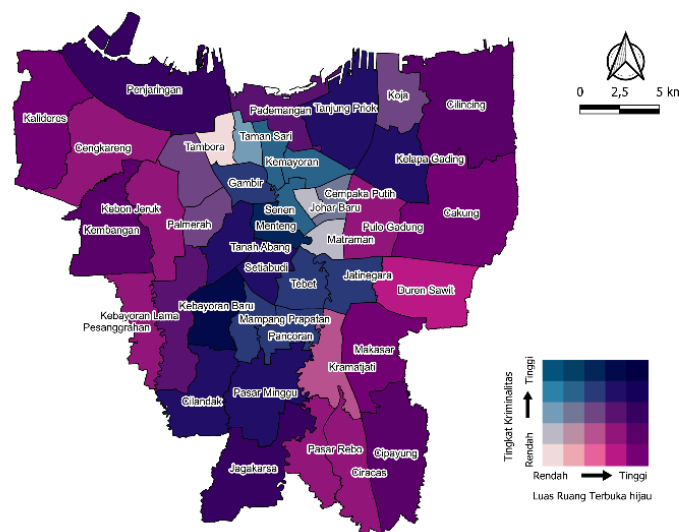 Penjaringan
Kalideres
Cengkareng
Pademangan
Tanjung Priok
Koja
Cilincing
Tambora
Taman Sari
Kemayoran
Kelapa Gading
Gambir
Cempaka Putih
Senen
Johar Baru
Kebon Jeruk
Kembangan
Palmerah
Menteng
Matraman
Pulo Gadung
Cakung
Tanah Abang
Setiabudi
Tebet
Jatinegara
Duren Sawit
Kebayoran Baru
Kebayoran Lama
Pesanggrahan
Mampang Prapatan
Pancoran
Makasar
Kramatjati
Cilandak
Pasar Minggu
Pasar Rebo
Cipayung
Jagakarsa
Ciracas
0 2,5 5 km
Tingkat Kriminalitas
Rendah
Tinggi
Rendah
Tinggi
Luas Ruang Terbuka hijau